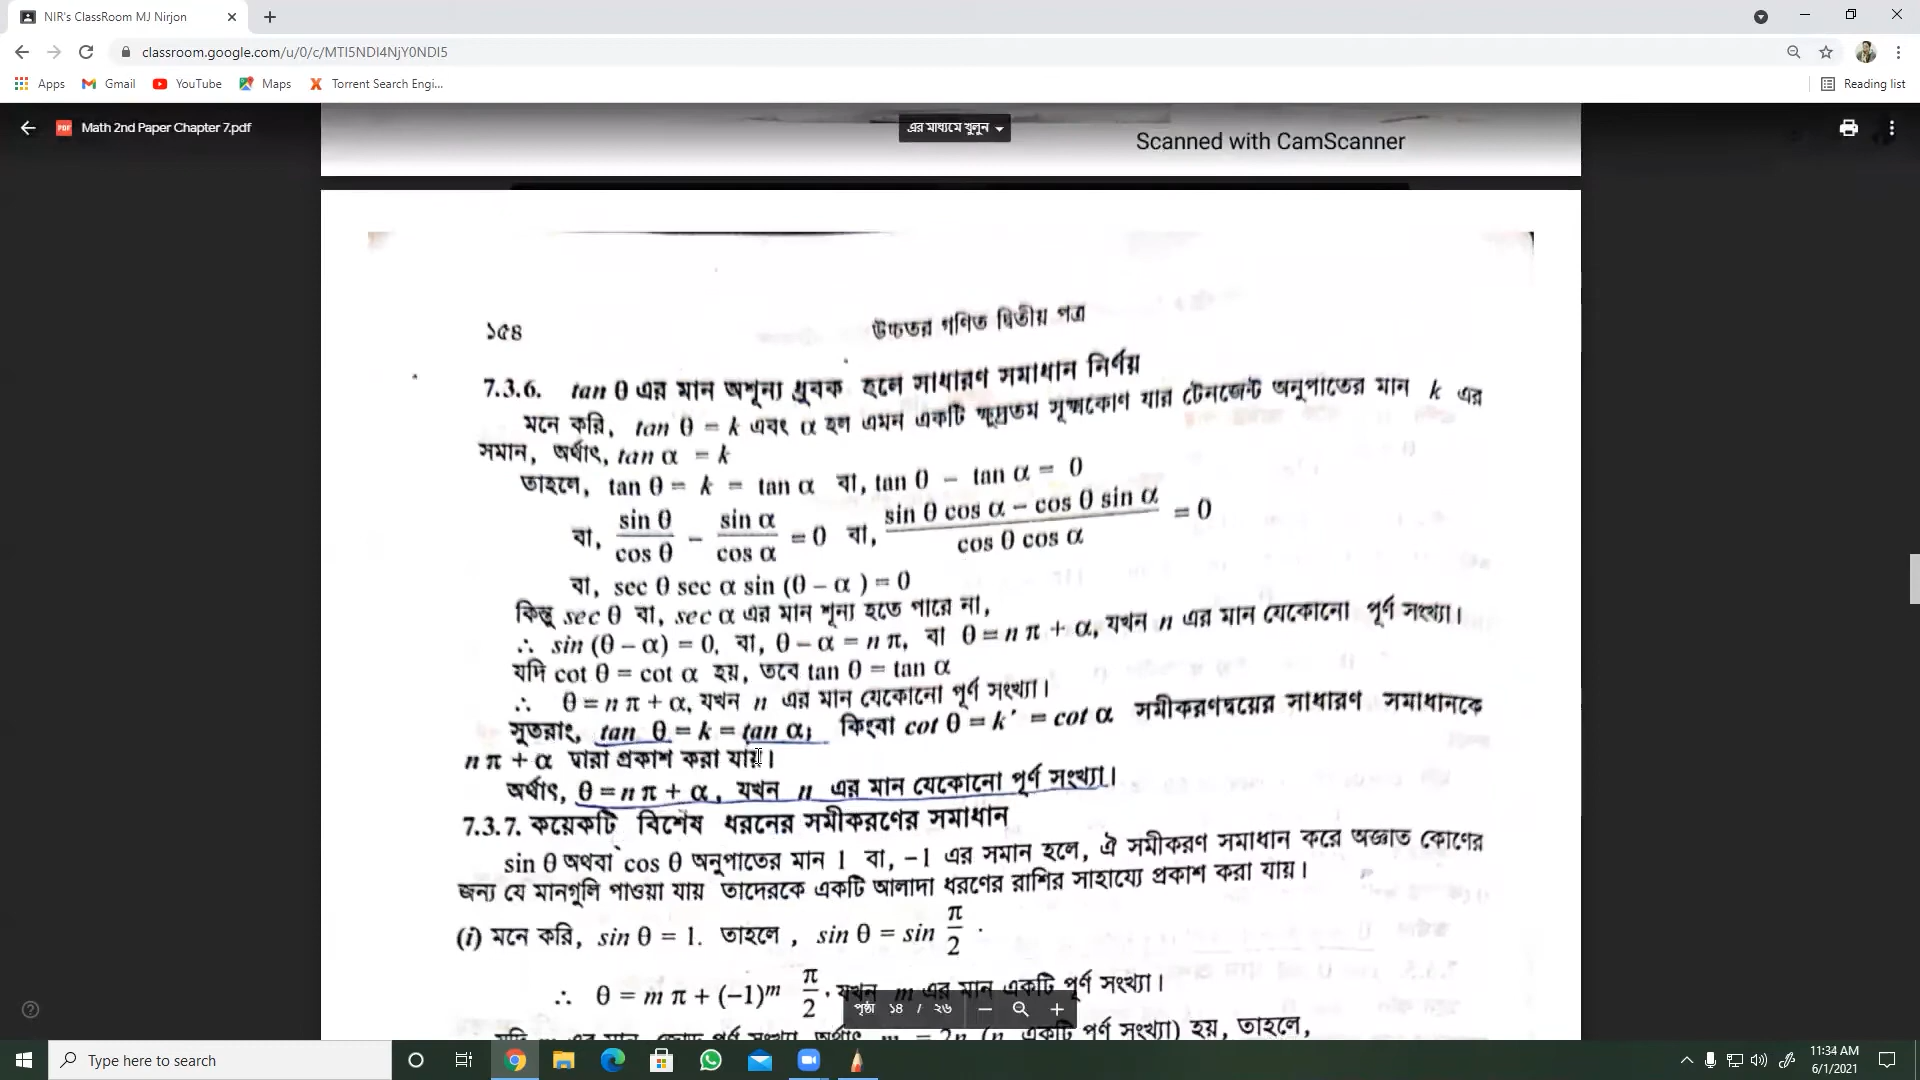 NIR's ClassRoom MJ Nirjon
classroom.google.com/u/0/c/MTI5NDI4NjY0NDI5
Apps Gmail YouTube Maps Torrent Search Engi... Reading list
Math 2nd Paper Chapter 7.pdf
এর মাধ্যমে খুলুন
Scanned with CamScanner
১৫৪ উচ্চতর গণিত দ্বিতীয় পত্র
7.3.6. tan θ এর মান অশূন্য ধ্রুবক হলে সাধারণ সমাধান নির্ণয়
মনে করি, tan θ = k এবং α হল এমন একটি ক্ষুদ্রতম সূক্ষ্মকোণ যার টেনজেন্ট অনুপাতের মান k এর
সমান, অর্থাৎ, tan α = k
তাহলে, tan θ = k = tan α বা, tan θ − tan α = 0
বা, sin θ / cos θ − sin α / cos α = 0 বা, sin θ cos α − cos θ sin α / cos θ cos α = 0
বা, sec θ sec α sin (θ − α ) = 0
কিন্তু sec θ বা, sec α এর মান শূন্য হতে পারে না,
∴ sin (θ − α) = 0, বা, θ − α = n π, বা θ = n π + α, যখন n এর মান যেকোনো পূর্ণ সংখ্যা।
যদি cot θ = cot α হয়, তবে tan θ = tan α
∴ θ = n π + α, যখন n এর মান যেকোনো পূর্ণ সংখ্যা।
সুতরাং, tan θ = k = tan α; কিংবা cot θ = k′ = cot α সমীকরণদ্বয়ের সাধারণ সমাধানকে
n π + α দ্বারা প্রকাশ করা যায়।
অর্থাৎ, θ = n π + α, যখন n এর মান যেকোনো পূর্ণ সংখ্যা।
7.3.7. কয়েকটি বিশেষ ধরনের সমীকরণের সমাধান
sin θ অথবা cos θ অনুপাতের মান 1 বা, −1 এর সমান হলে, ঐ সমীকরণ সমাধান করে অজ্ঞাত কোণের
জন্য যে মানগুলি পাওয়া যায় তাদেরকে একটি আলাদা ধরণের রাশির সাহায্যে প্রকাশ করা যায়।
(i) মনে করি, sin θ = 1. তাহলে , sin θ = sin π/2 .
∴ θ = m π + (−1)^m π/2 , যখন m এর মান একটি পূর্ণ সংখ্যা।
পৃষ্ঠা ১৪ / ২৬
m = 2n (n একটি পূর্ণ সংখ্যা) হয়, তাহলে,
Type here to search
11:34 AM
6/1/2021